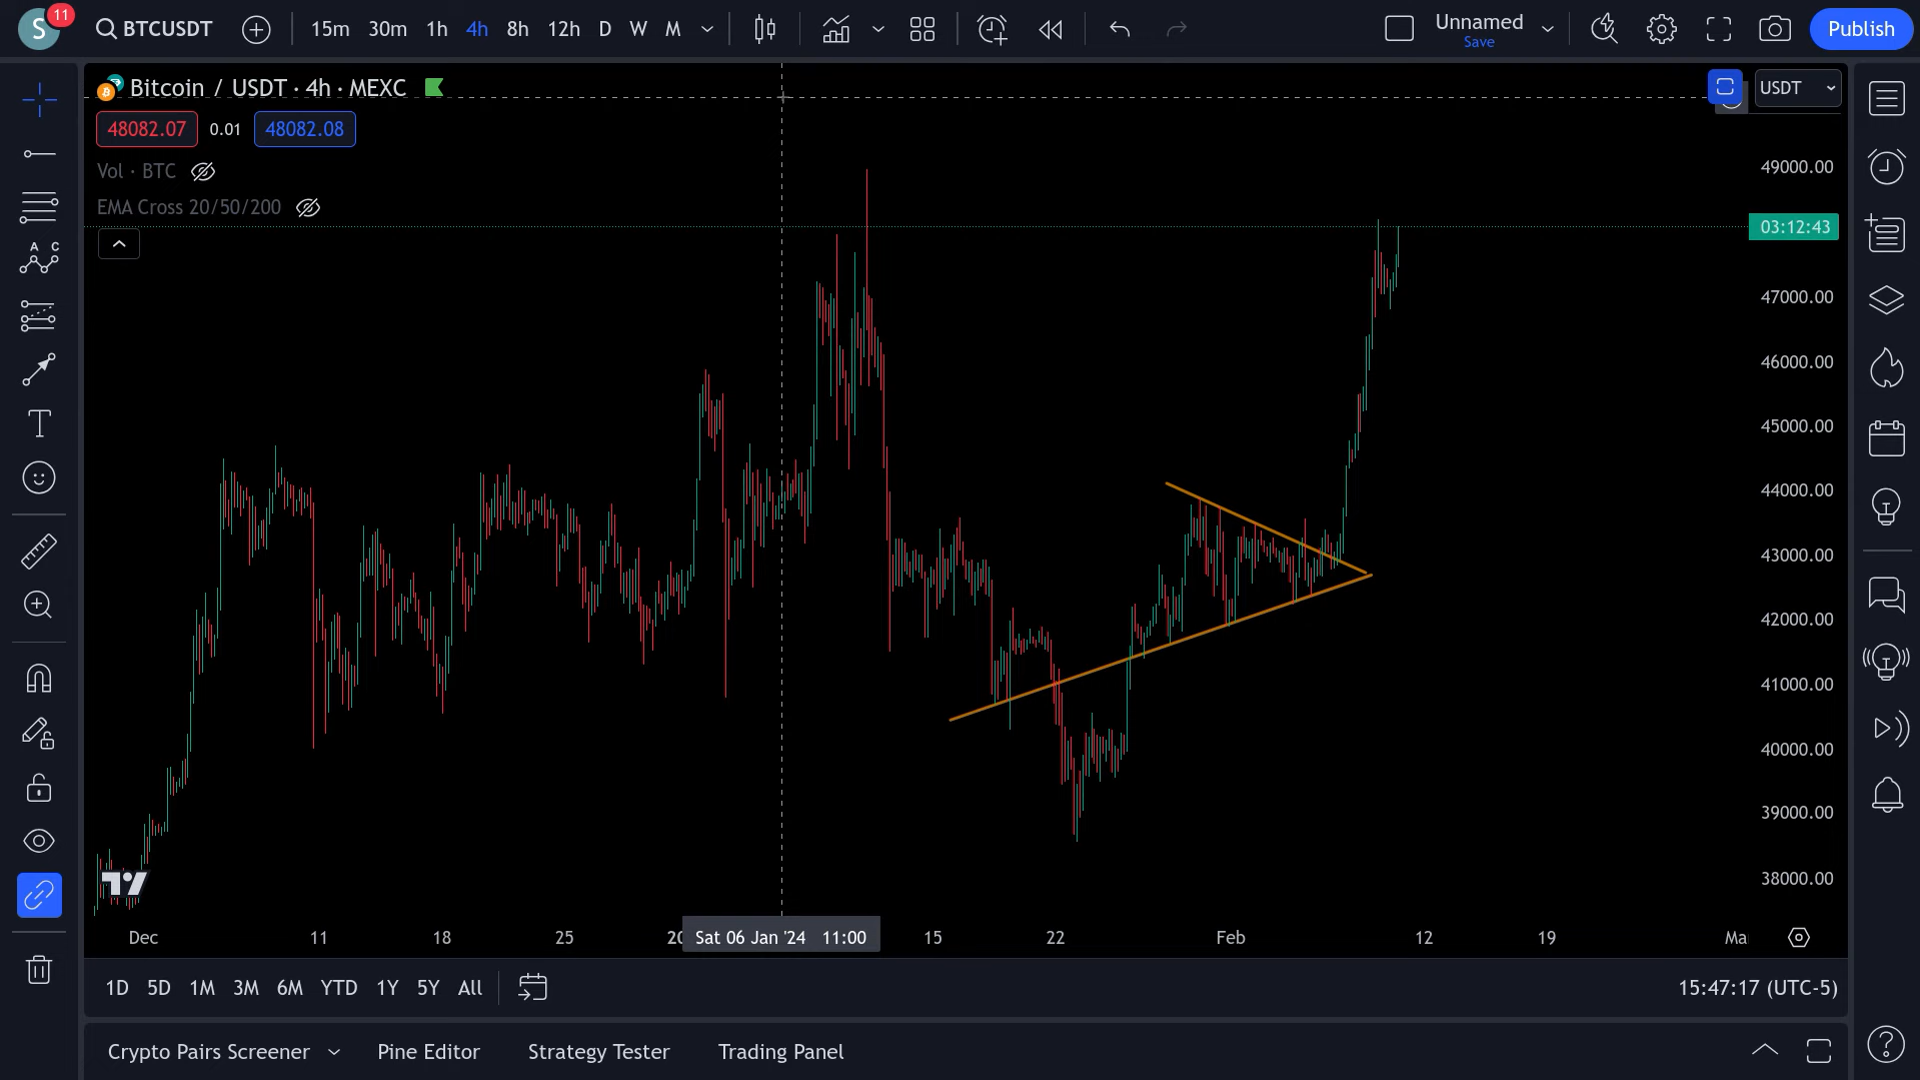 S 11 BTCUSDT 15m 30m 1h 4h 8h 12h D W M Unnamed Publish
Save
Bitcoin / USDT · 4h · MEXC USDT
48082.07 0.01 48082.08
Vol · BTC
EMA Cross 20/50/200
49000.00
03:12:43
47000.00
46000.00
45000.00
44000.00
43000.00
42000.00
41000.00
40000.00
39000.00
38000.00
A C
T
Dec 11 18 25 20 Sat 06 Jan '24 11:00 15 22 Feb 12 19 Ma
1D 5D 1M 3M 6M YTD 1Y 5Y All 15:47:17 (UTC-5)
Crypto Pairs Screener Pine Editor Strategy Tester Trading Panel